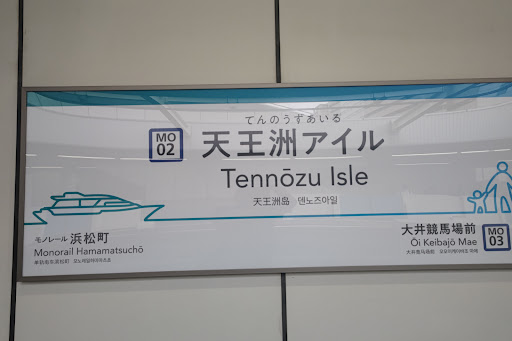 てんのうずあいる
MO
02
天王洲アイル
Tennōzu Isle
天王洲岛 덴노즈아일
モノレール浜松町
Monorail Hamamatsuchō
大井競馬場前
Ōi Keibajō Mae
MO
03